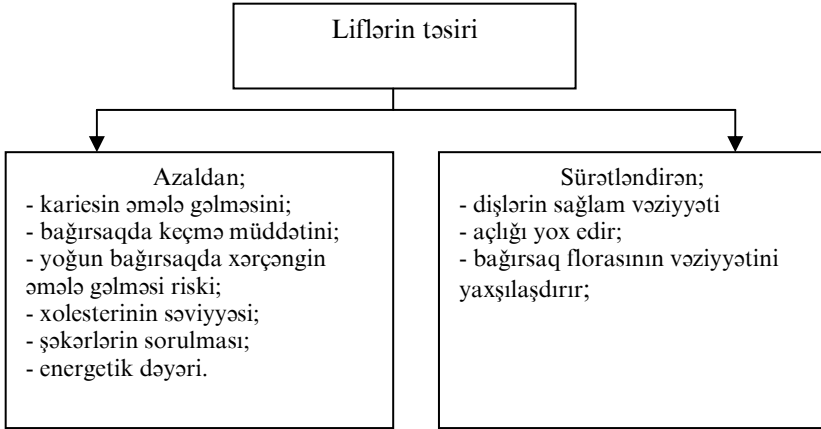 Liflərin təsiri
Azaldan;
- kariesin əmələ gəlməsini;
- bağırsaqda keçmə müddətini;
- yoğun bağırsaqda xərçəngin
əmələ gəlməsi riski;
- xolesterinin səviyyəsi;
- şəkərlərin sorulması;
- energetik dəyəri.
Sürətləndirən;
- dişlərin sağlam vəziyyəti
- açlığı yox edir;
- bağırsaq florasının vəziyyətini
yaxşılaşdırır;